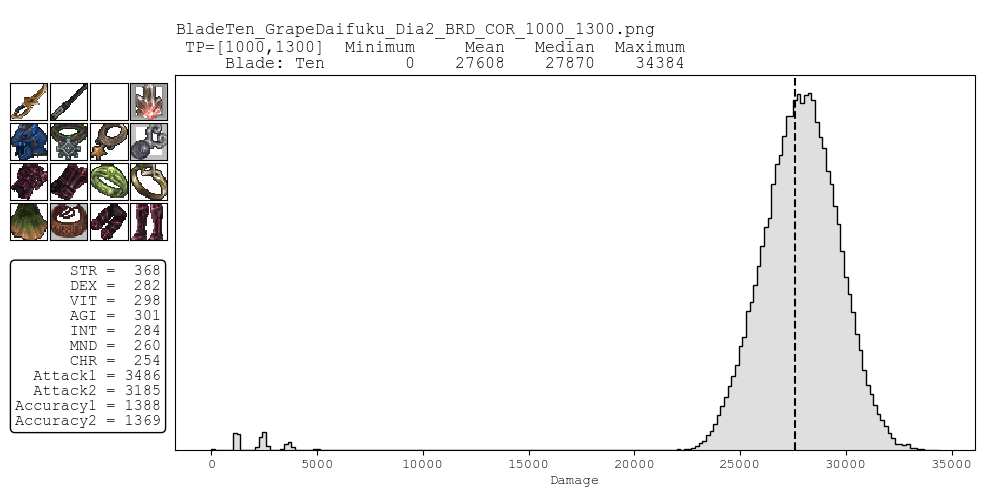 BladeTen_GrapeDaifuku_Dia2_BRD_COR_1000_1300.png
TP=[1000,1300] Minimum Mean Median Maximum
Blade: Ten 0 27608 27870 34384
STR = 368
DEX = 282
VIT = 298
AGI = 301
INT = 284
MND = 260
CHR = 254
Attack1 = 3486
Attack2 = 3185
Accuracy1 = 1388
Accuracy2 = 1369
0 5000 10000 15000 20000 25000 30000 35000
Damage